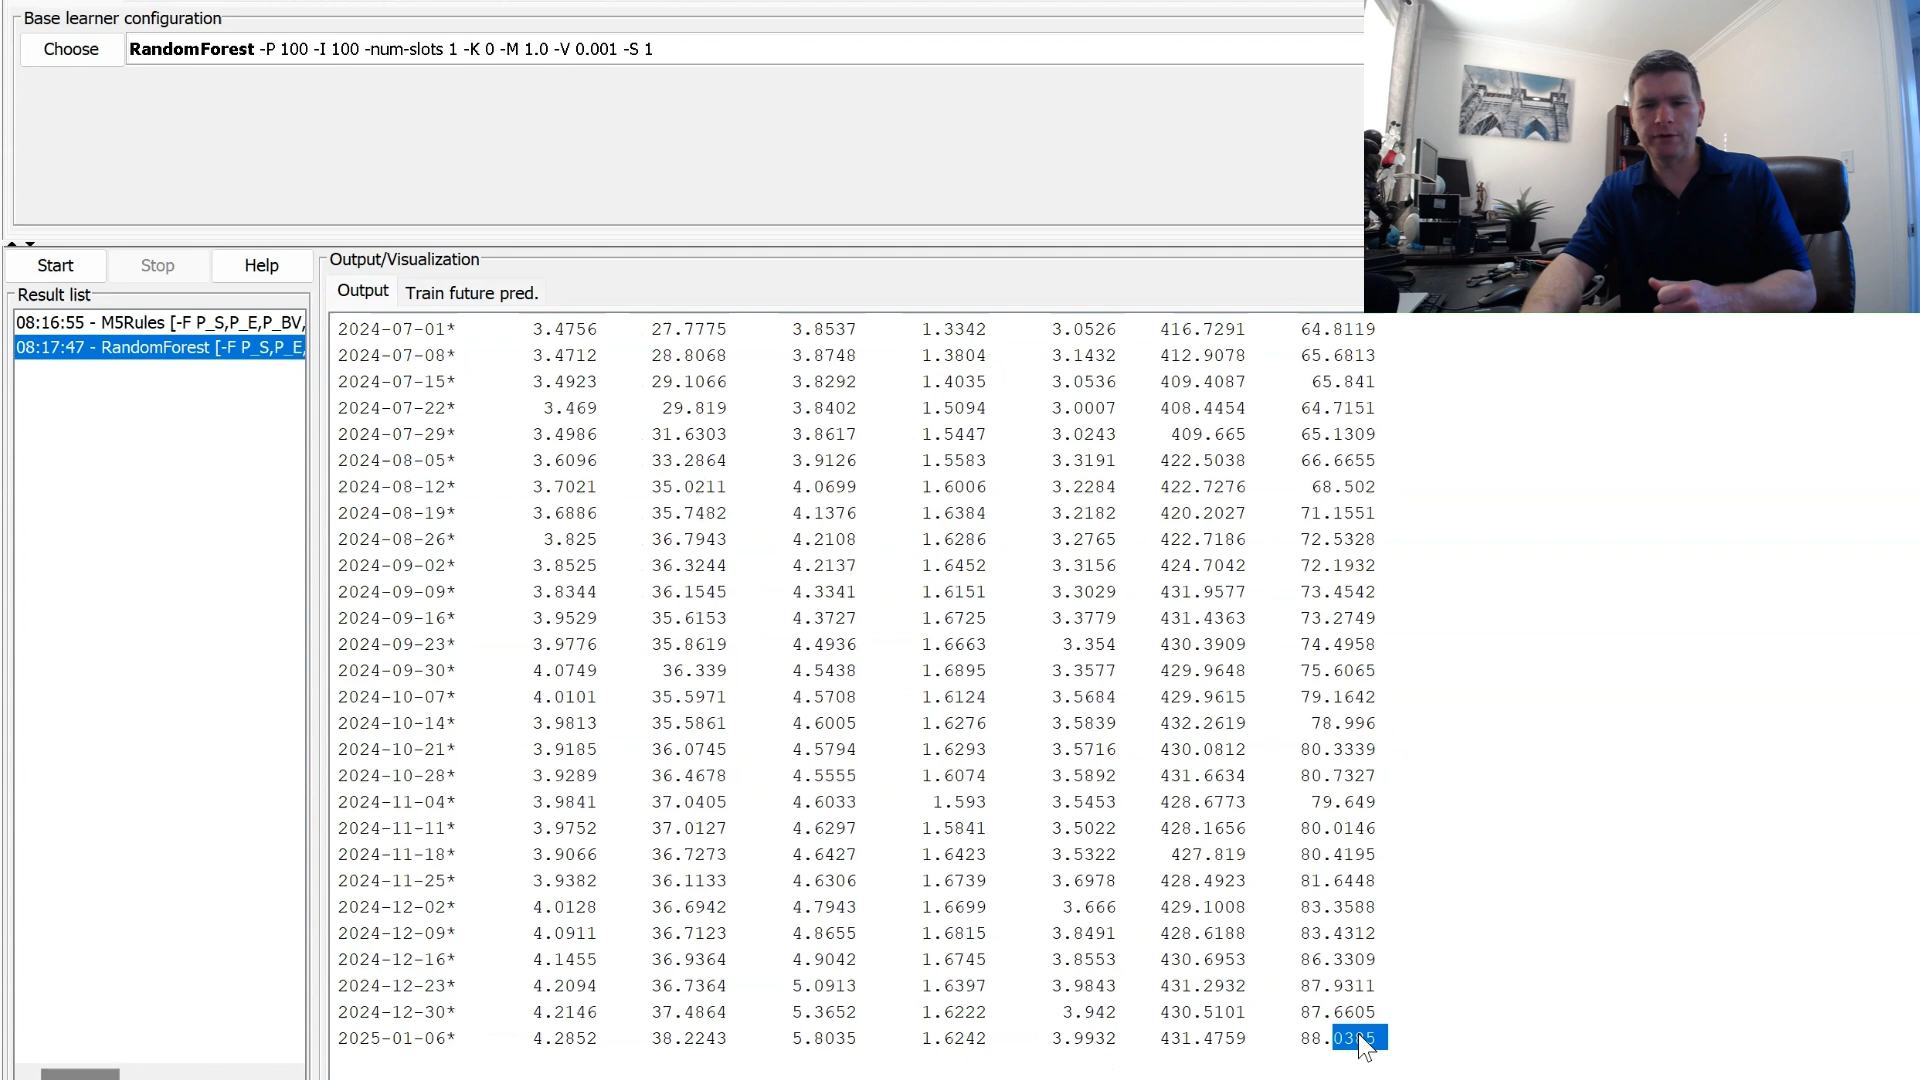 Base learner configuration
Choose RandomForest -P 100 -I 100 -num-slots 1 -K 0 -M 1.0 -V 0.001 -S 1
Start Stop Help
Result list
08:16:55 - M5Rules [-F P_S,P_E,P_BV,
08:17:47 - RandomForest [-F P_S,P_E,
Output/Visualization
Output Train future pred.
2024-07-01* 3.4756 27.7775 3.8537 1.3342 3.0526 416.7291 64.8119
2024-07-08* 3.4712 28.8068 3.8748 1.3804 3.1432 412.9078 65.6813
2024-07-15* 3.4923 29.1066 3.8292 1.4035 3.0536 409.4087 65.841
2024-07-22* 3.469 29.819 3.8402 1.5094 3.0007 408.4454 64.7151
2024-07-29* 3.4986 31.6303 3.8617 1.5447 3.0243 409.665 65.1309
2024-08-05* 3.6096 33.2864 3.9126 1.5583 3.3191 422.5038 66.6655
2024-08-12* 3.7021 35.0211 4.0699 1.6006 3.2284 422.7276 68.502
2024-08-19* 3.6886 35.7482 4.1376 1.6384 3.2182 420.2027 71.1551
2024-08-26* 3.825 36.7943 4.2108 1.6286 3.2765 422.7186 72.5328
2024-09-02* 3.8525 36.3244 4.2137 1.6452 3.3156 424.7042 72.1932
2024-09-09* 3.8344 36.1545 4.3341 1.6151 3.3029 431.9577 73.4542
2024-09-16* 3.9529 35.6153 4.3727 1.6725 3.3779 431.4363 73.2749
2024-09-23* 3.9776 35.8619 4.4936 1.6663 3.354 430.3909 74.4958
2024-09-30* 4.0749 36.339 4.5438 1.6895 3.3577 429.9648 75.6065
2024-10-07* 4.0101 35.5971 4.5708 1.6124 3.5684 429.9615 79.1642
2024-10-14* 3.9813 35.5861 4.6005 1.6276 3.5839 432.2619 78.996
2024-10-21* 3.9185 36.0745 4.5794 1.6293 3.5716 430.0812 80.3339
2024-10-28* 3.9289 36.4678 4.5555 1.6074 3.5892 431.6634 80.7327
2024-11-04* 3.9841 37.0405 4.6033 1.593 3.5453 428.6773 79.649
2024-11-11* 3.9752 37.0127 4.6297 1.5841 3.5022 428.1656 80.0146
2024-11-18* 3.9066 36.7273 4.6427 1.6423 3.5322 427.819 80.4195
2024-11-25* 3.9382 36.1133 4.6306 1.6739 3.6978 428.4923 81.6448
2024-12-02* 4.0128 36.6942 4.7943 1.6699 3.666 429.1008 83.3588
2024-12-09* 4.0911 36.7123 4.8655 1.6815 3.8491 428.6188 83.4312
2024-12-16* 4.1455 36.9364 4.9042 1.6745 3.8553 430.6953 86.3309
2024-12-23* 4.2094 36.7364 5.0913 1.6397 3.9843 431.2932 87.9311
2024-12-30* 4.2146 37.4864 5.3652 1.6222 3.942 430.5101 87.6605
2025-01-06* 4.2852 38.2243 5.8035 1.6242 3.9932 431.4759